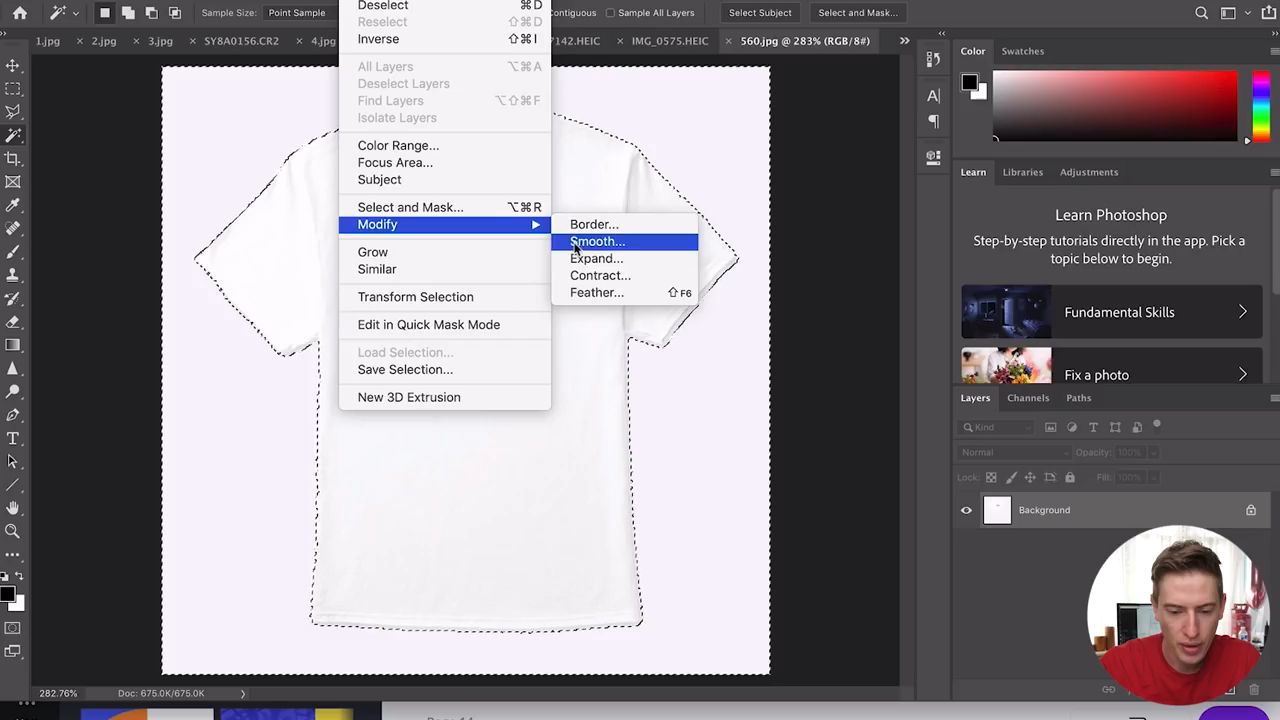 Sample Size: Point Sample
Contiguous
Sample All Layers
Select Subject
Select and Mask...
1.jpg
2.jpg
3.jpg
SY8A0156.CR2
4.jpg
7142.HEIC
IMG_0575.HEIC
560.jpg @ 283% (RGB/8#)
Deselect ⌘D
Reselect ⇧⌘D
Inverse ⇧⌘I
All Layers ⌥⌘A
Deselect Layers
Find Layers ⌥⇧⌘F
Isolate Layers
Color Range...
Focus Area...
Subject
Select and Mask... ⌥⌘R
Modify
Grow
Similar
Transform Selection
Edit in Quick Mask Mode
Load Selection...
Save Selection...
New 3D Extrusion
Border...
Smooth...
Expand...
Contract...
Feather... ⇧F6
Color
Swatches
Learn
Libraries
Adjustments
Learn Photoshop
Step-by-step tutorials directly in the app. Pick a
topic below to begin.
Fundamental Skills
Fix a photo
Layers
Channels
Paths
Kind
Normal
Opacity: 100%
Lock:
Fill: 100%
Background
282.76%
Doc: 675.0K/675.0K